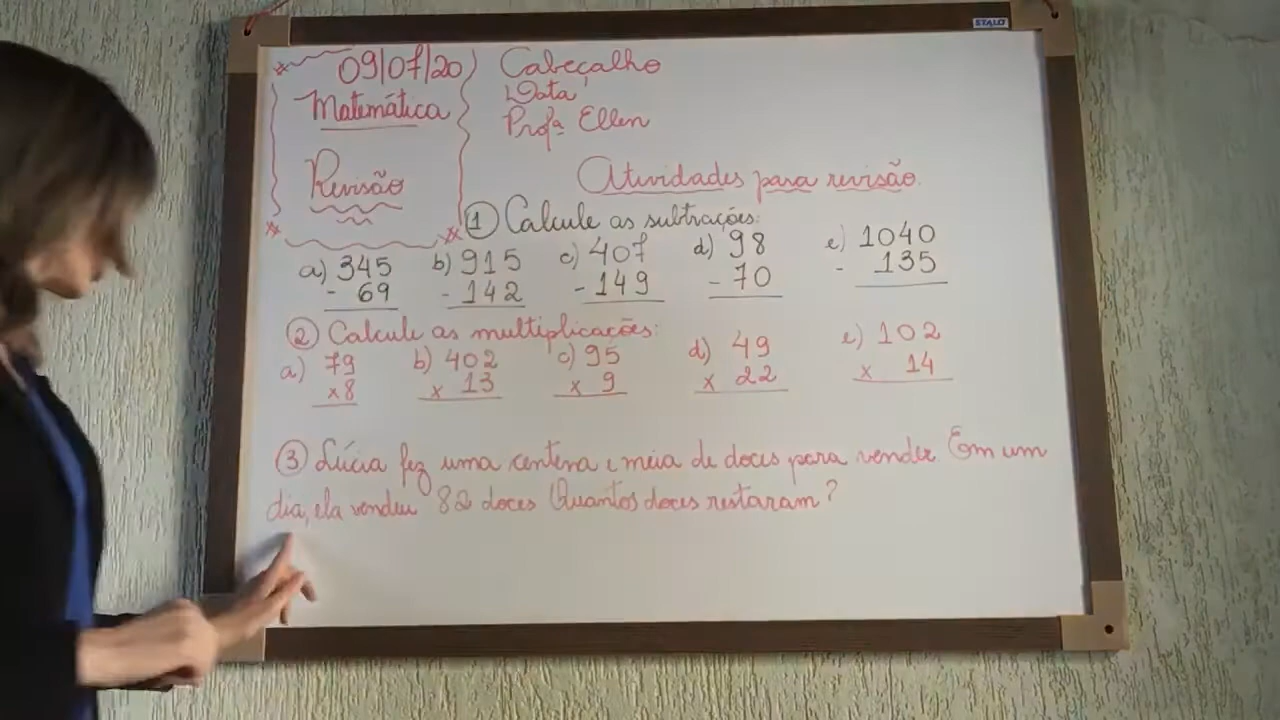 STALO
09/07/20
Matemática
Revisão
Cabeçalho
Data
Profª Ellen
Atividades para revisão.
① Calcule as subtrações:
a) 345 b) 915 c) 407 d) 98 e) 1040
- 69 - 142 - 149 - 70 - 135
② Calcule as multiplicações:
a) 79 b) 402 c) 95 d) 49 e) 102
x8 x 13 x 9 x 22 x 14
③ Lúcia fez uma centena e meia de doces para vender. Em um
dia, ela vendeu 82 doces. Quantos doces restaram?